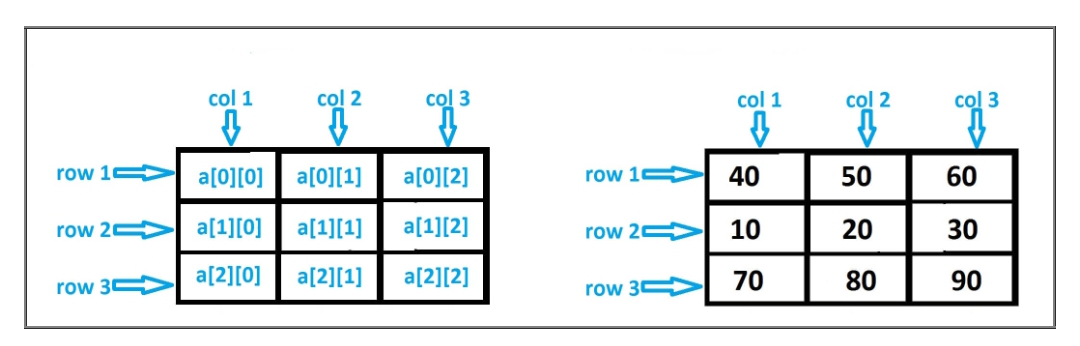 col 1 col 2 col 3
row 1 a[0][0] a[0][1] a[0][2]
row 2 a[1][0] a[1][1] a[1][2]
row 3 a[2][0] a[2][1] a[2][2]
col 1 col 2 col 3
row 1 40 50 60
row 2 10 20 30
row 3 70 80 90